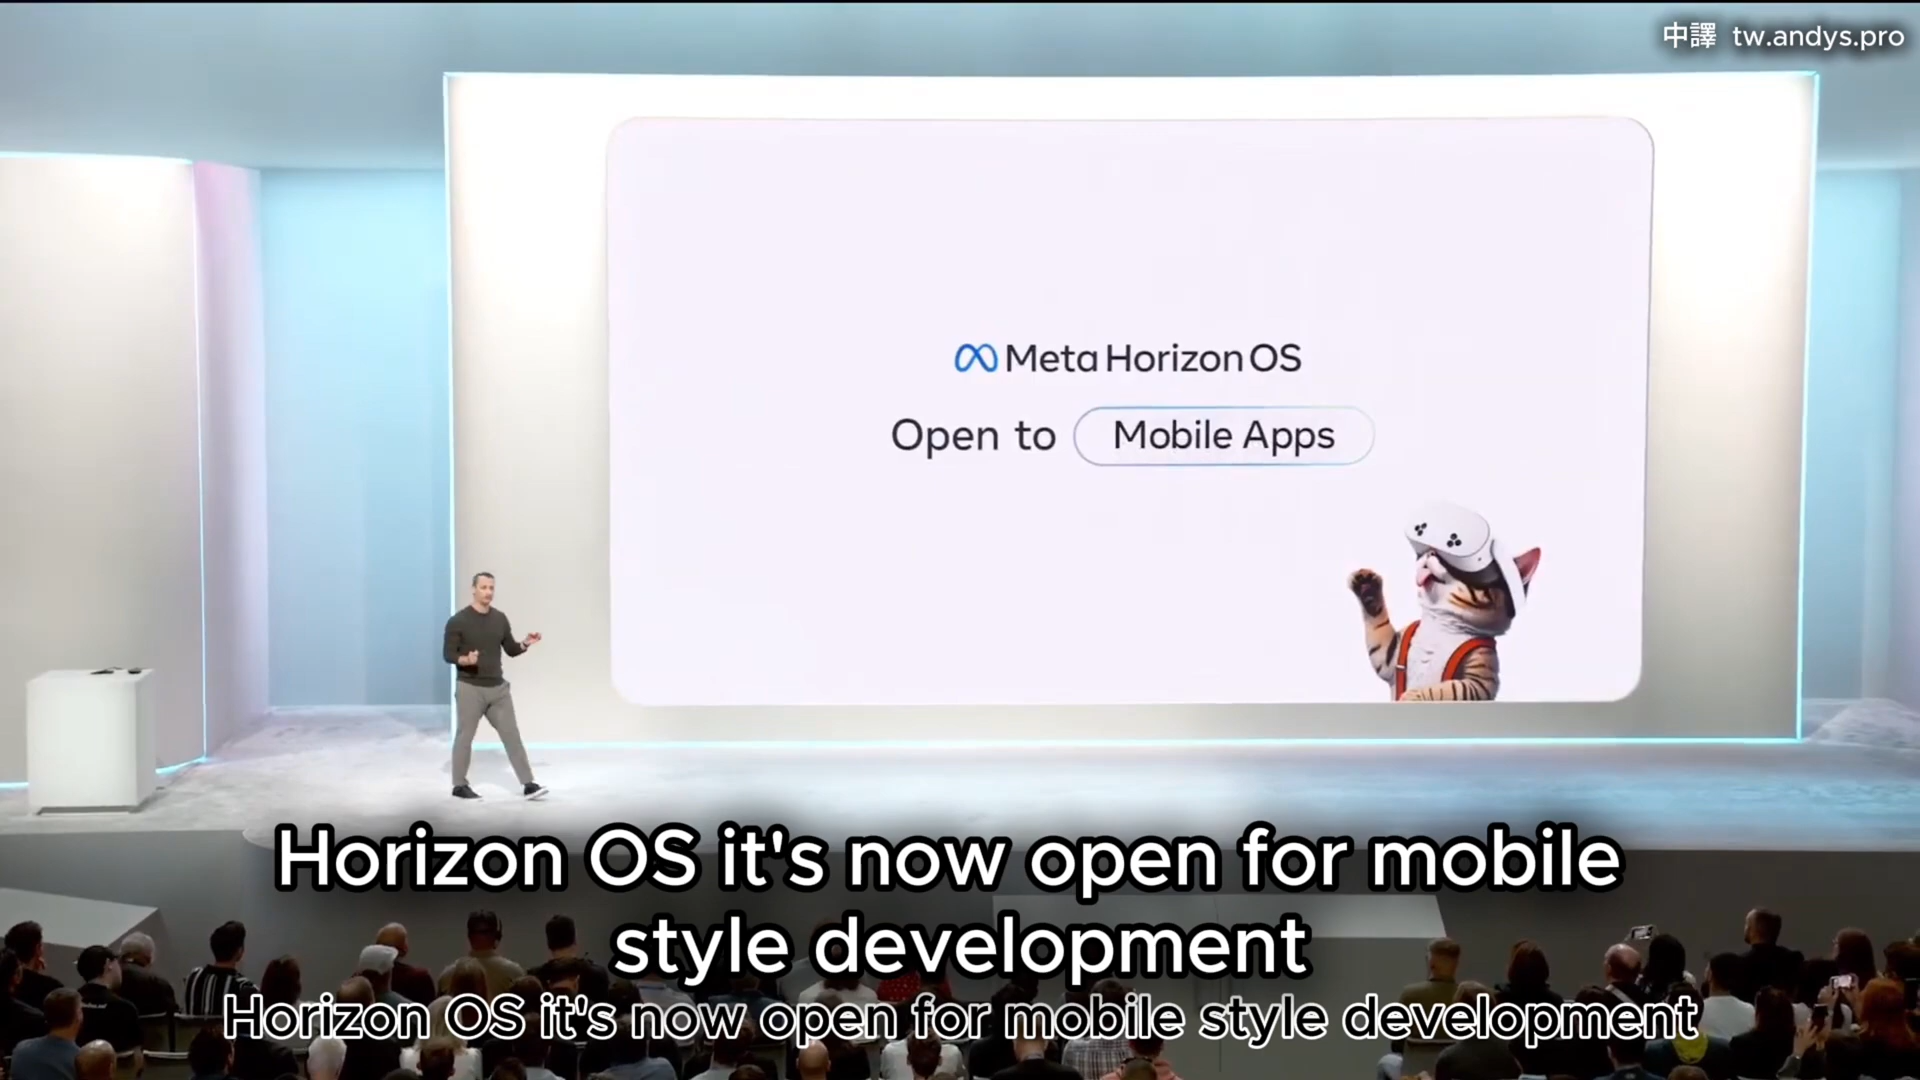 中譯 tw.andys.pro
Meta Horizon OS
Open to Mobile Apps
Horizon OS it's now open for mobile
style development
Horizon OS it's now open for mobile style development